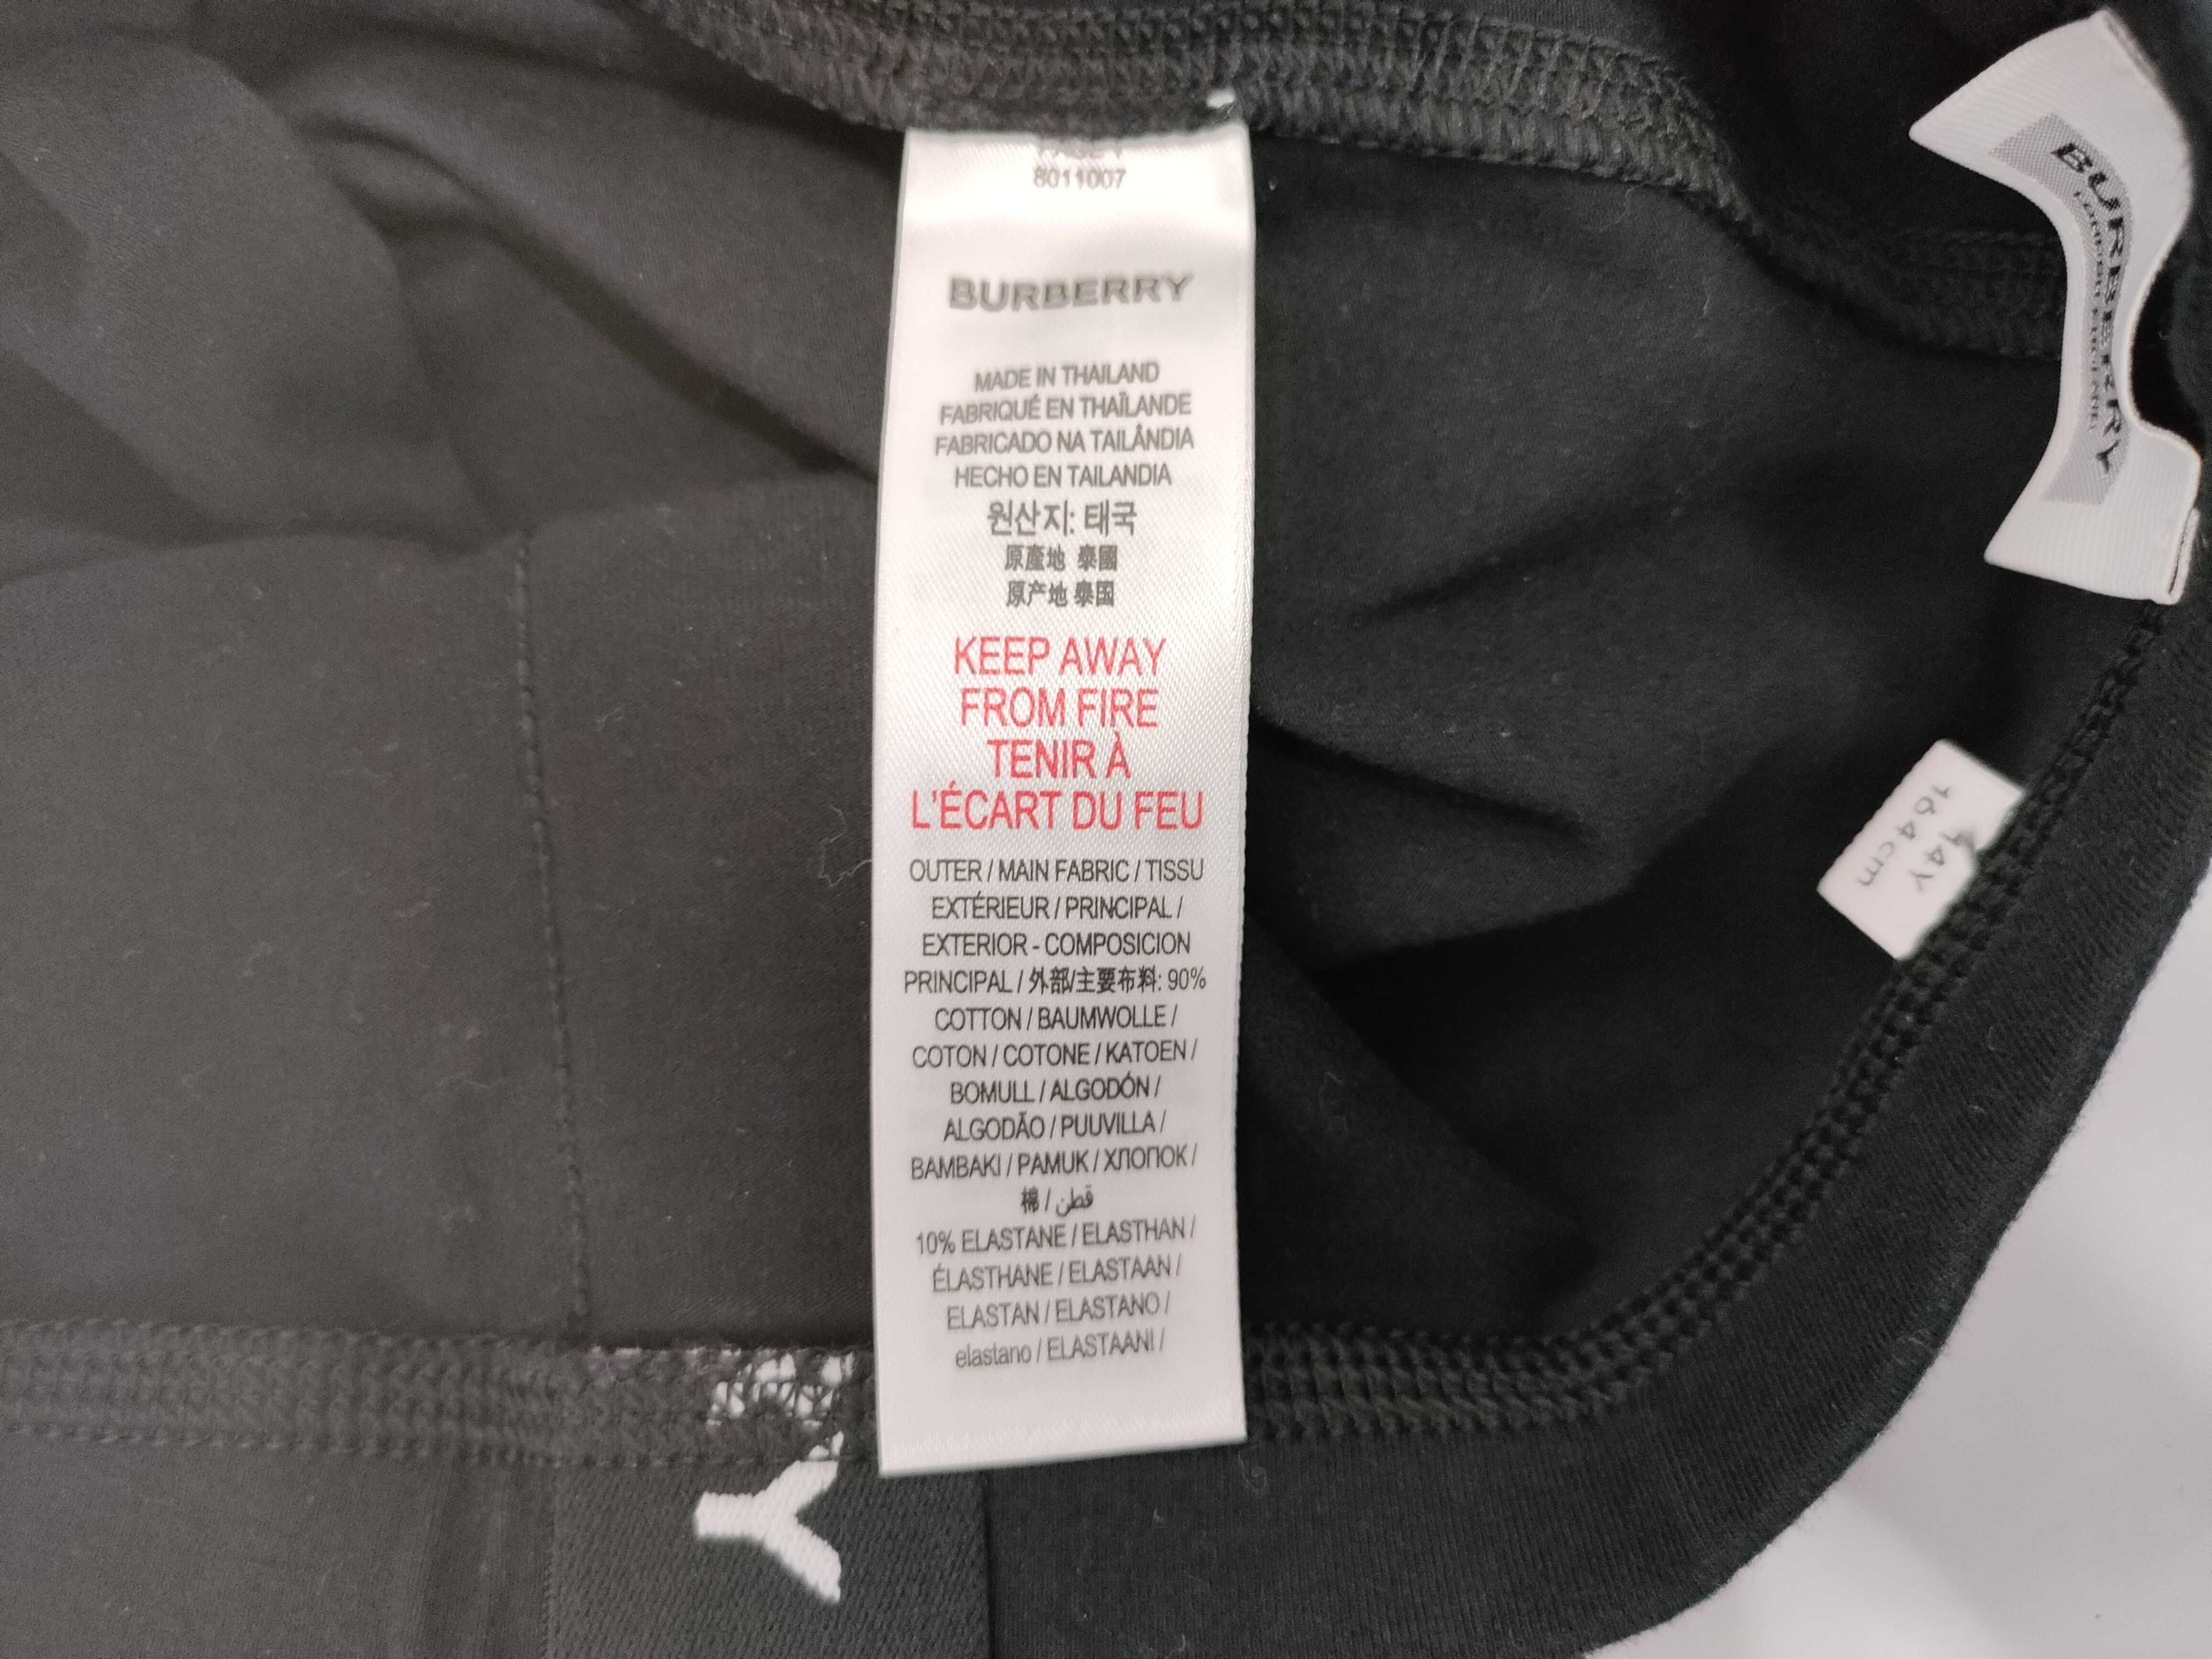 8011007
BURBERRY
MADE IN THAILAND
FABRIQUÉ EN THAÏLANDE
FABRICADO NA TAILÂNDIA
HECHO EN TAILANDIA
원산지: 태국
原產地 泰國
原产地 泰国
KEEP AWAY
FROM FIRE
TENIR À
L'ÉCART DU FEU
OUTER / MAIN FABRIC / TISSU
EXTÉRIEUR / PRINCIPAL /
EXTERIOR - COMPOSICION
PRINCIPAL / 外部/主要布料: 90%
COTTON / BAUMWOLLE /
COTON / COTONE / KATOEN /
BOMULL / ALGODÓN /
ALGODÃO / PUUVILLA /
BAMBAKI / PAMUK / ХЛОПОК /
棉 / قطن
10% ELASTANE / ELASTHAN /
ÉLASTHANE / ELASTAAN /
ELASTAN / ELASTANO /
elastano / ELASTAANI /
BURBERRY
LONDON ENGLAND
14Y
164 cm
Y